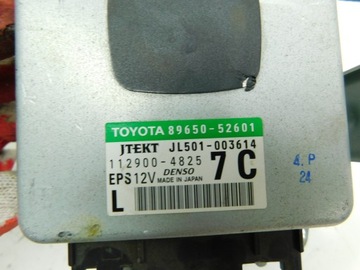 TOYOTA 89650-52601
JTEKT JL501-003614
112900-4825 7C
EPS 12V DENSO MADE IN JAPAN
L
4.P
24